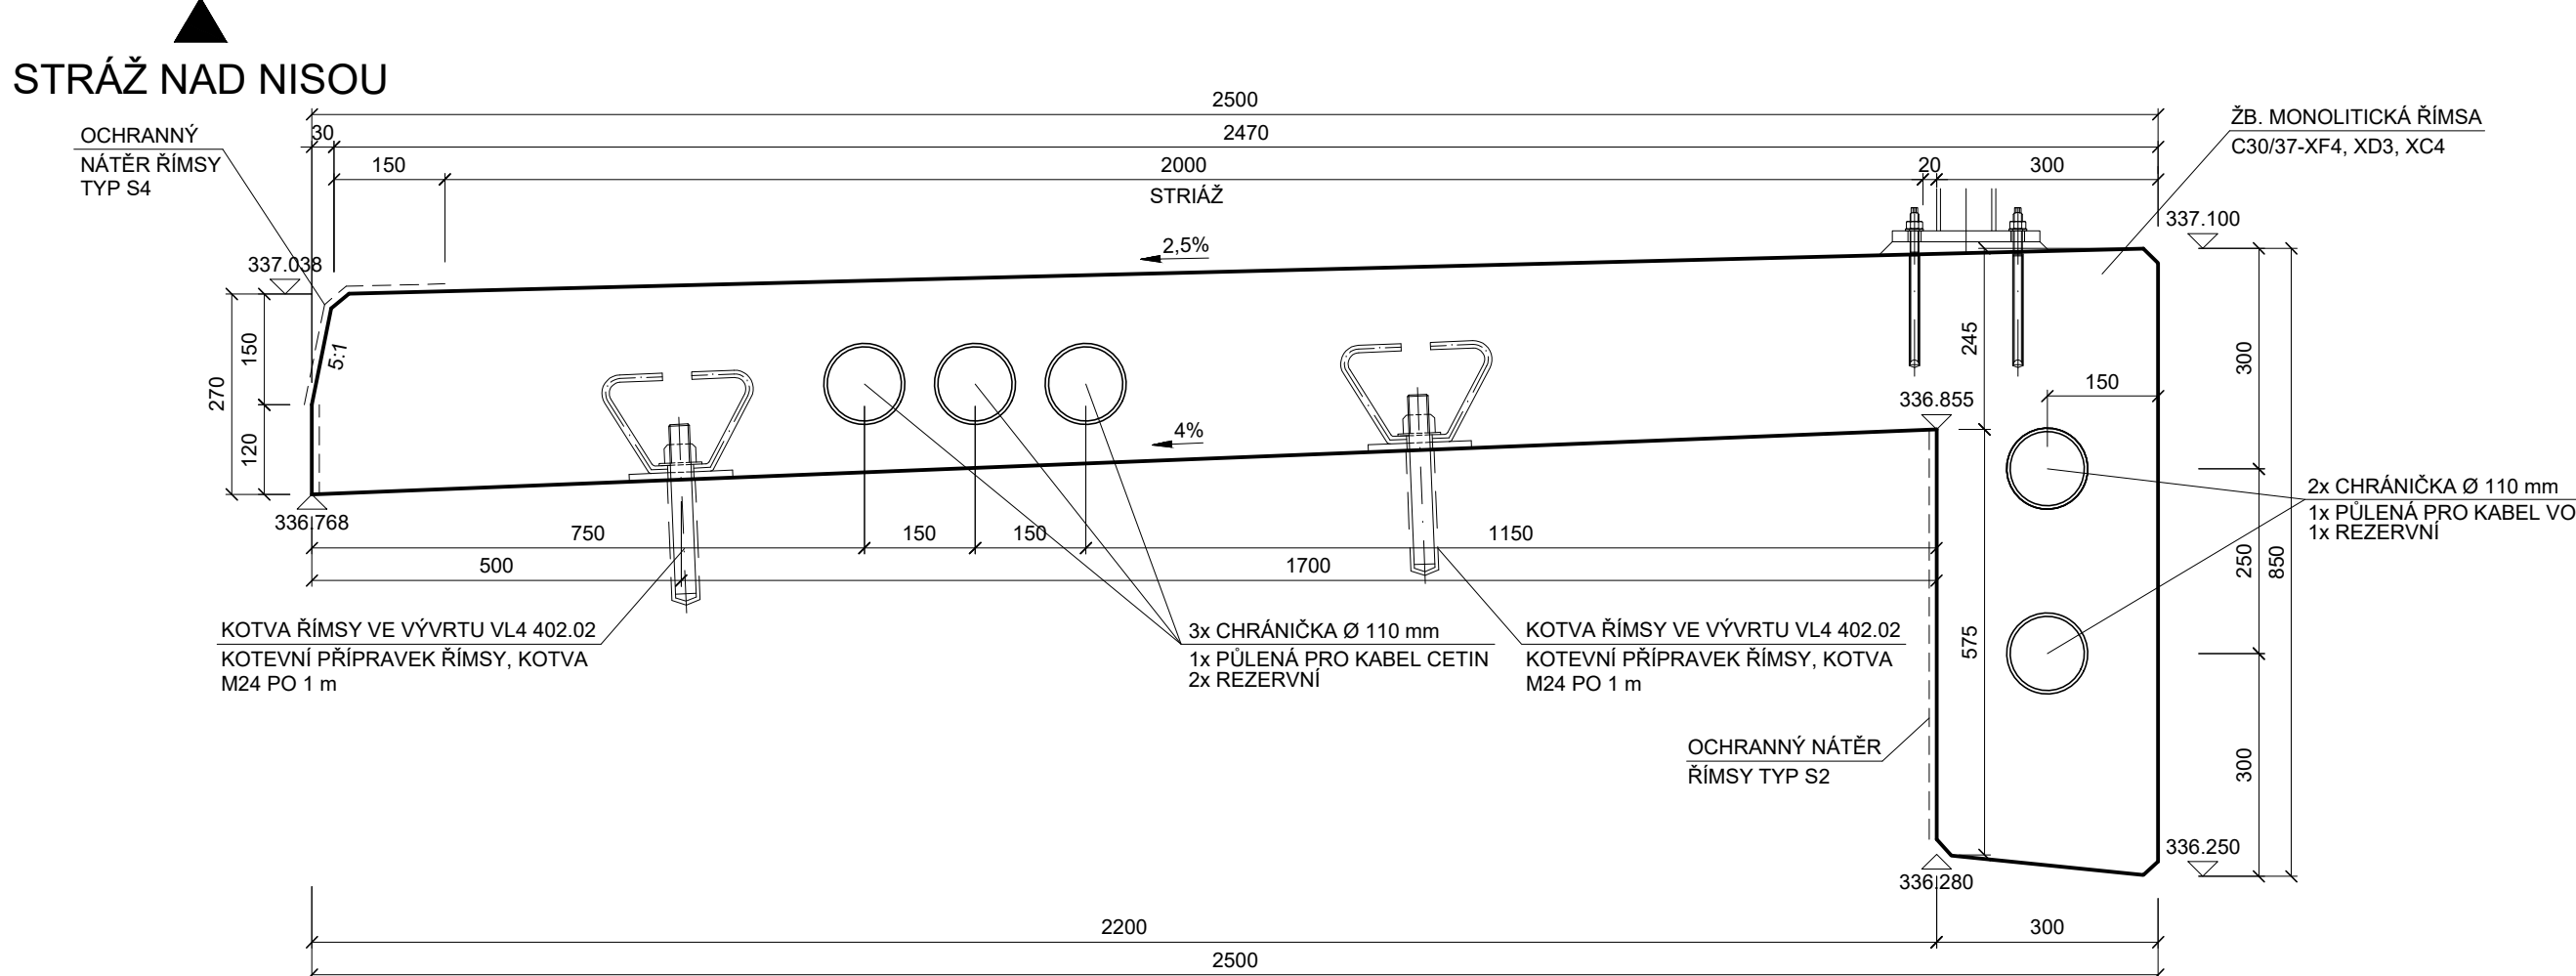 STRÁŽ NAD NISOU
2500
30
2470
150
2000
20
300
STRIÁŽ
OCHRANNÝ
NÁTĚR ŘÍMSY
TYP S4
ŽB. MONOLITICKÁ ŘÍMSA
C30/37-XF4, XD3, XC4
337.100
337.038
2,5%
5:1
270
150
120
245
300
150
336.855
4%
336.768
750
150
150
1150
500
1700
2x CHRÁNIČKA Ø 110 mm
1x PŮLENÁ PRO KABEL VO
1x REZERVNÍ
250
850
575
300
KOTVA ŘÍMSY VE VÝVRTU VL4 402.02
KOTEVNÍ PŘÍPRAVEK ŘÍMSY, KOTVA
M24 PO 1 m
3x CHRÁNIČKA Ø 110 mm
1x PŮLENÁ PRO KABEL CETIN
2x REZERVNÍ
KOTVA ŘÍMSY VE VÝVRTU VL4 402.02
KOTEVNÍ PŘÍPRAVEK ŘÍMSY, KOTVA
M24 PO 1 m
OCHRANNÝ NÁTĚR
ŘÍMSY TYP S2
336.250
336.280
2200
300
2500